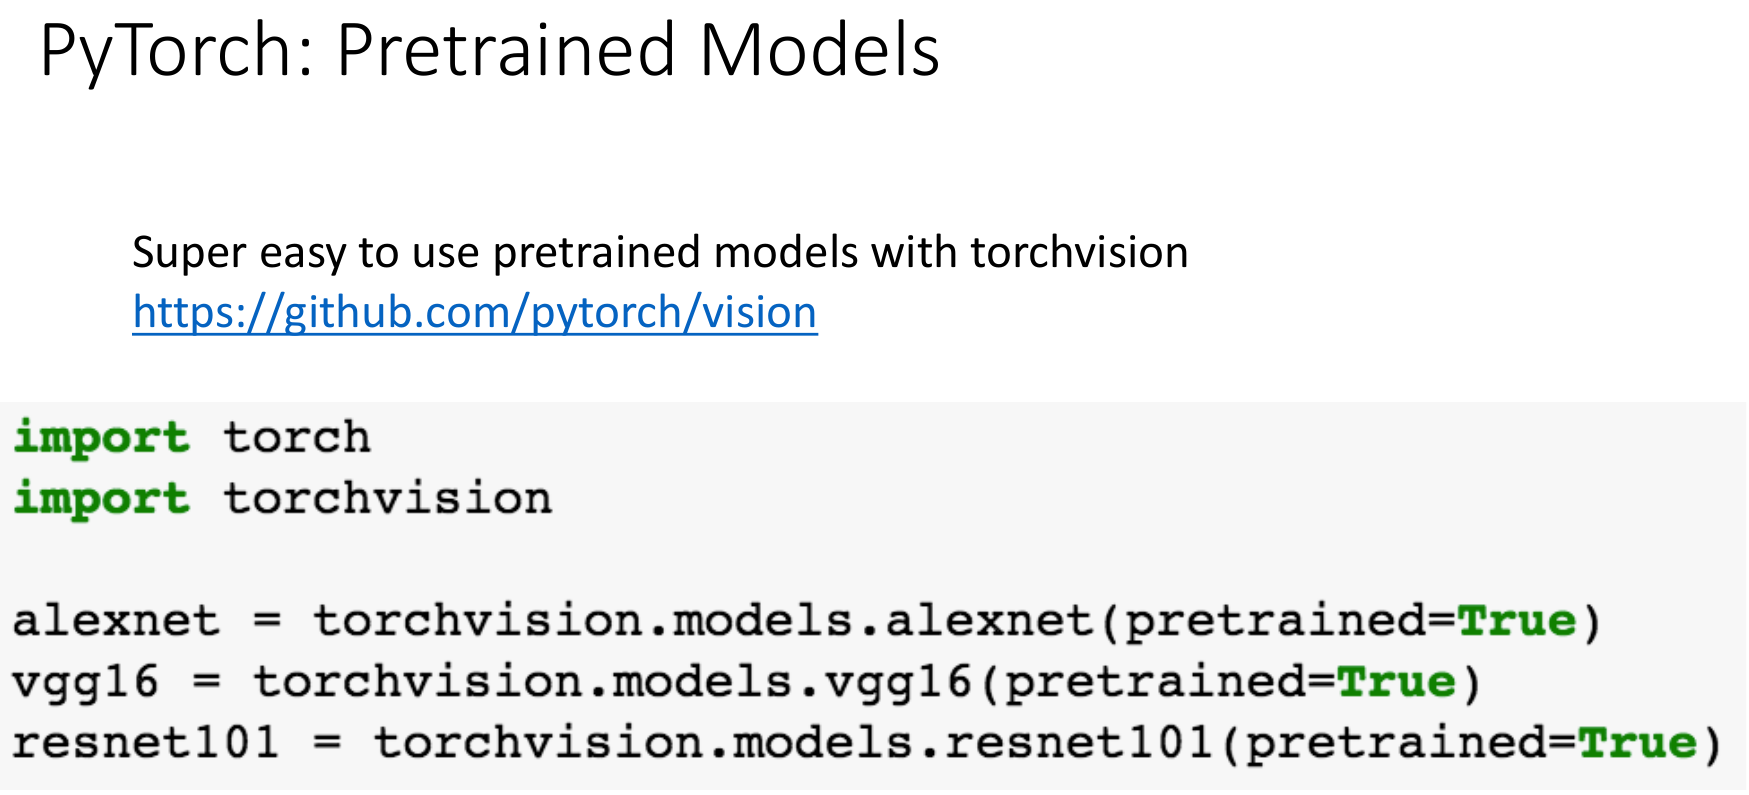 PyTorch: Pretrained Models
Super easy to use pretrained models with torchvision
https://github.com/pytorch/vision
import torch
import torchvision
alexnet = torchvision.models.alexnet(pretrained=True)
vgg16 = torchvision.models.vgg16(pretrained=True)
resnet101 = torchvision.models.resnet101(pretrained=True)